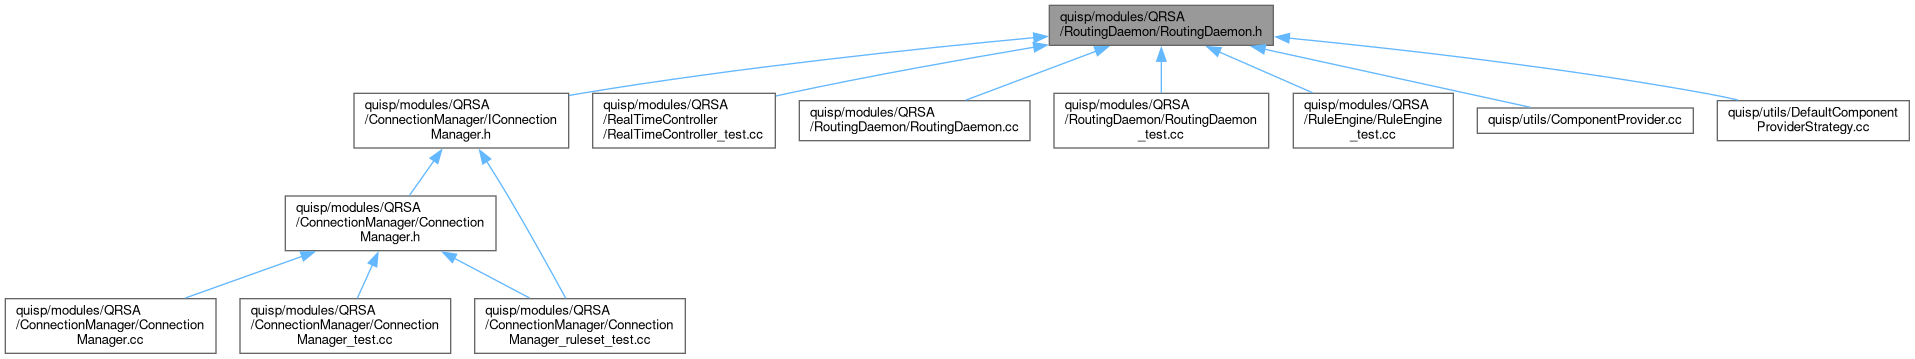 quisp/modules/QRSA
/RoutingDaemon/RoutingDaemon.h
quisp/modules/QRSA
/ConnectionManager/IConnection
Manager.h
quisp/modules/QRSA
/RealTimeController
/RealTimeController_test.cc
quisp/modules/QRSA
/RoutingDaemon/RoutingDaemon.cc
quisp/modules/QRSA
/RoutingDaemon/RoutingDaemon
_test.cc
quisp/modules/QRSA
/RuleEngine/RuleEngine
_test.cc
quisp/utils/ComponentProvider.cc
quisp/utils/DefaultComponent
ProviderStrategy.cc
quisp/modules/QRSA
/ConnectionManager/Connection
Manager.h
quisp/modules/QRSA
/ConnectionManager/Connection
Manager.cc
quisp/modules/QRSA
/ConnectionManager/Connection
Manager_test.cc
quisp/modules/QRSA
/ConnectionManager/Connection
Manager_ruleset_test.cc